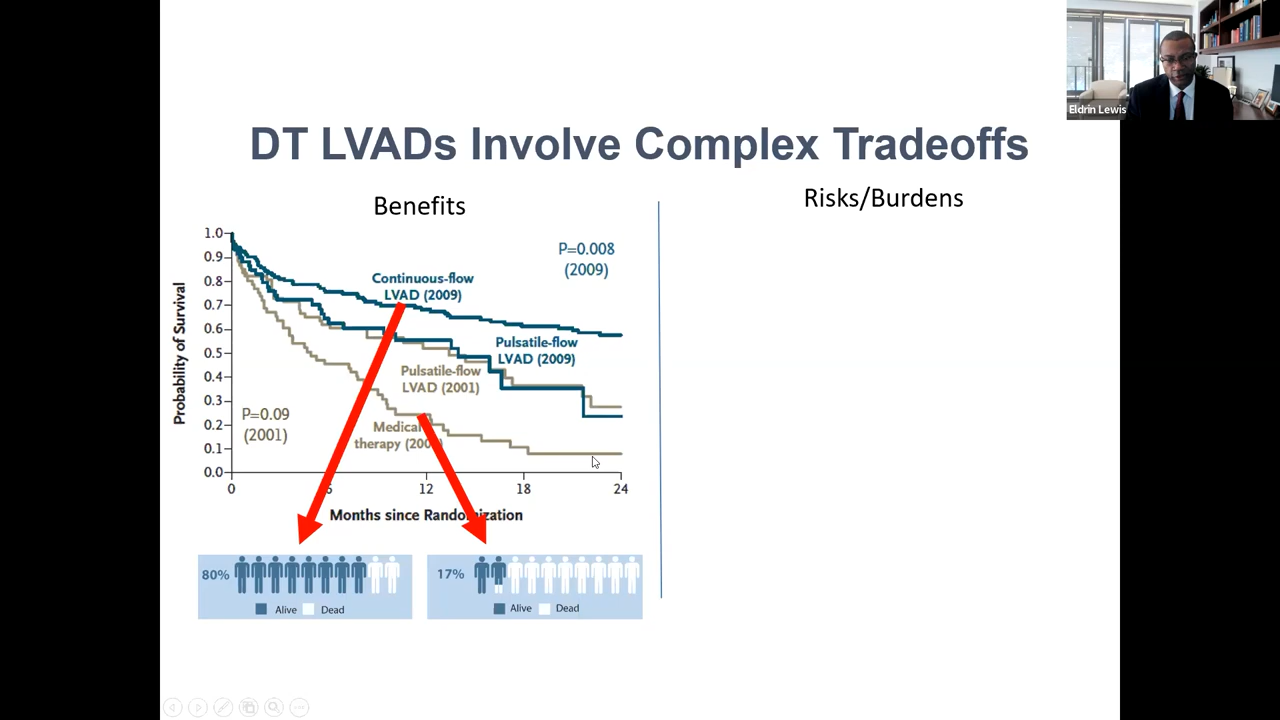 Eldrin Lewis
DT LVADs Involve Complex Tradeoffs
Benefits
Risks/Burdens
1.0
0.9
0.8
0.7
0.6
0.5
0.4
0.3
0.2
0.1
0.0
Probability of Survival
P=0.008
(2009)
Continuous-flow
LVAD (2009)
Pulsatile-flow
LVAD (2009)
Pulsatile-flow
LVAD (2001)
P=0.09
(2001)
Medical
therapy
0
12
18
24
Months since Randomization
80%
Alive
Dead
17%
Alive
Dead